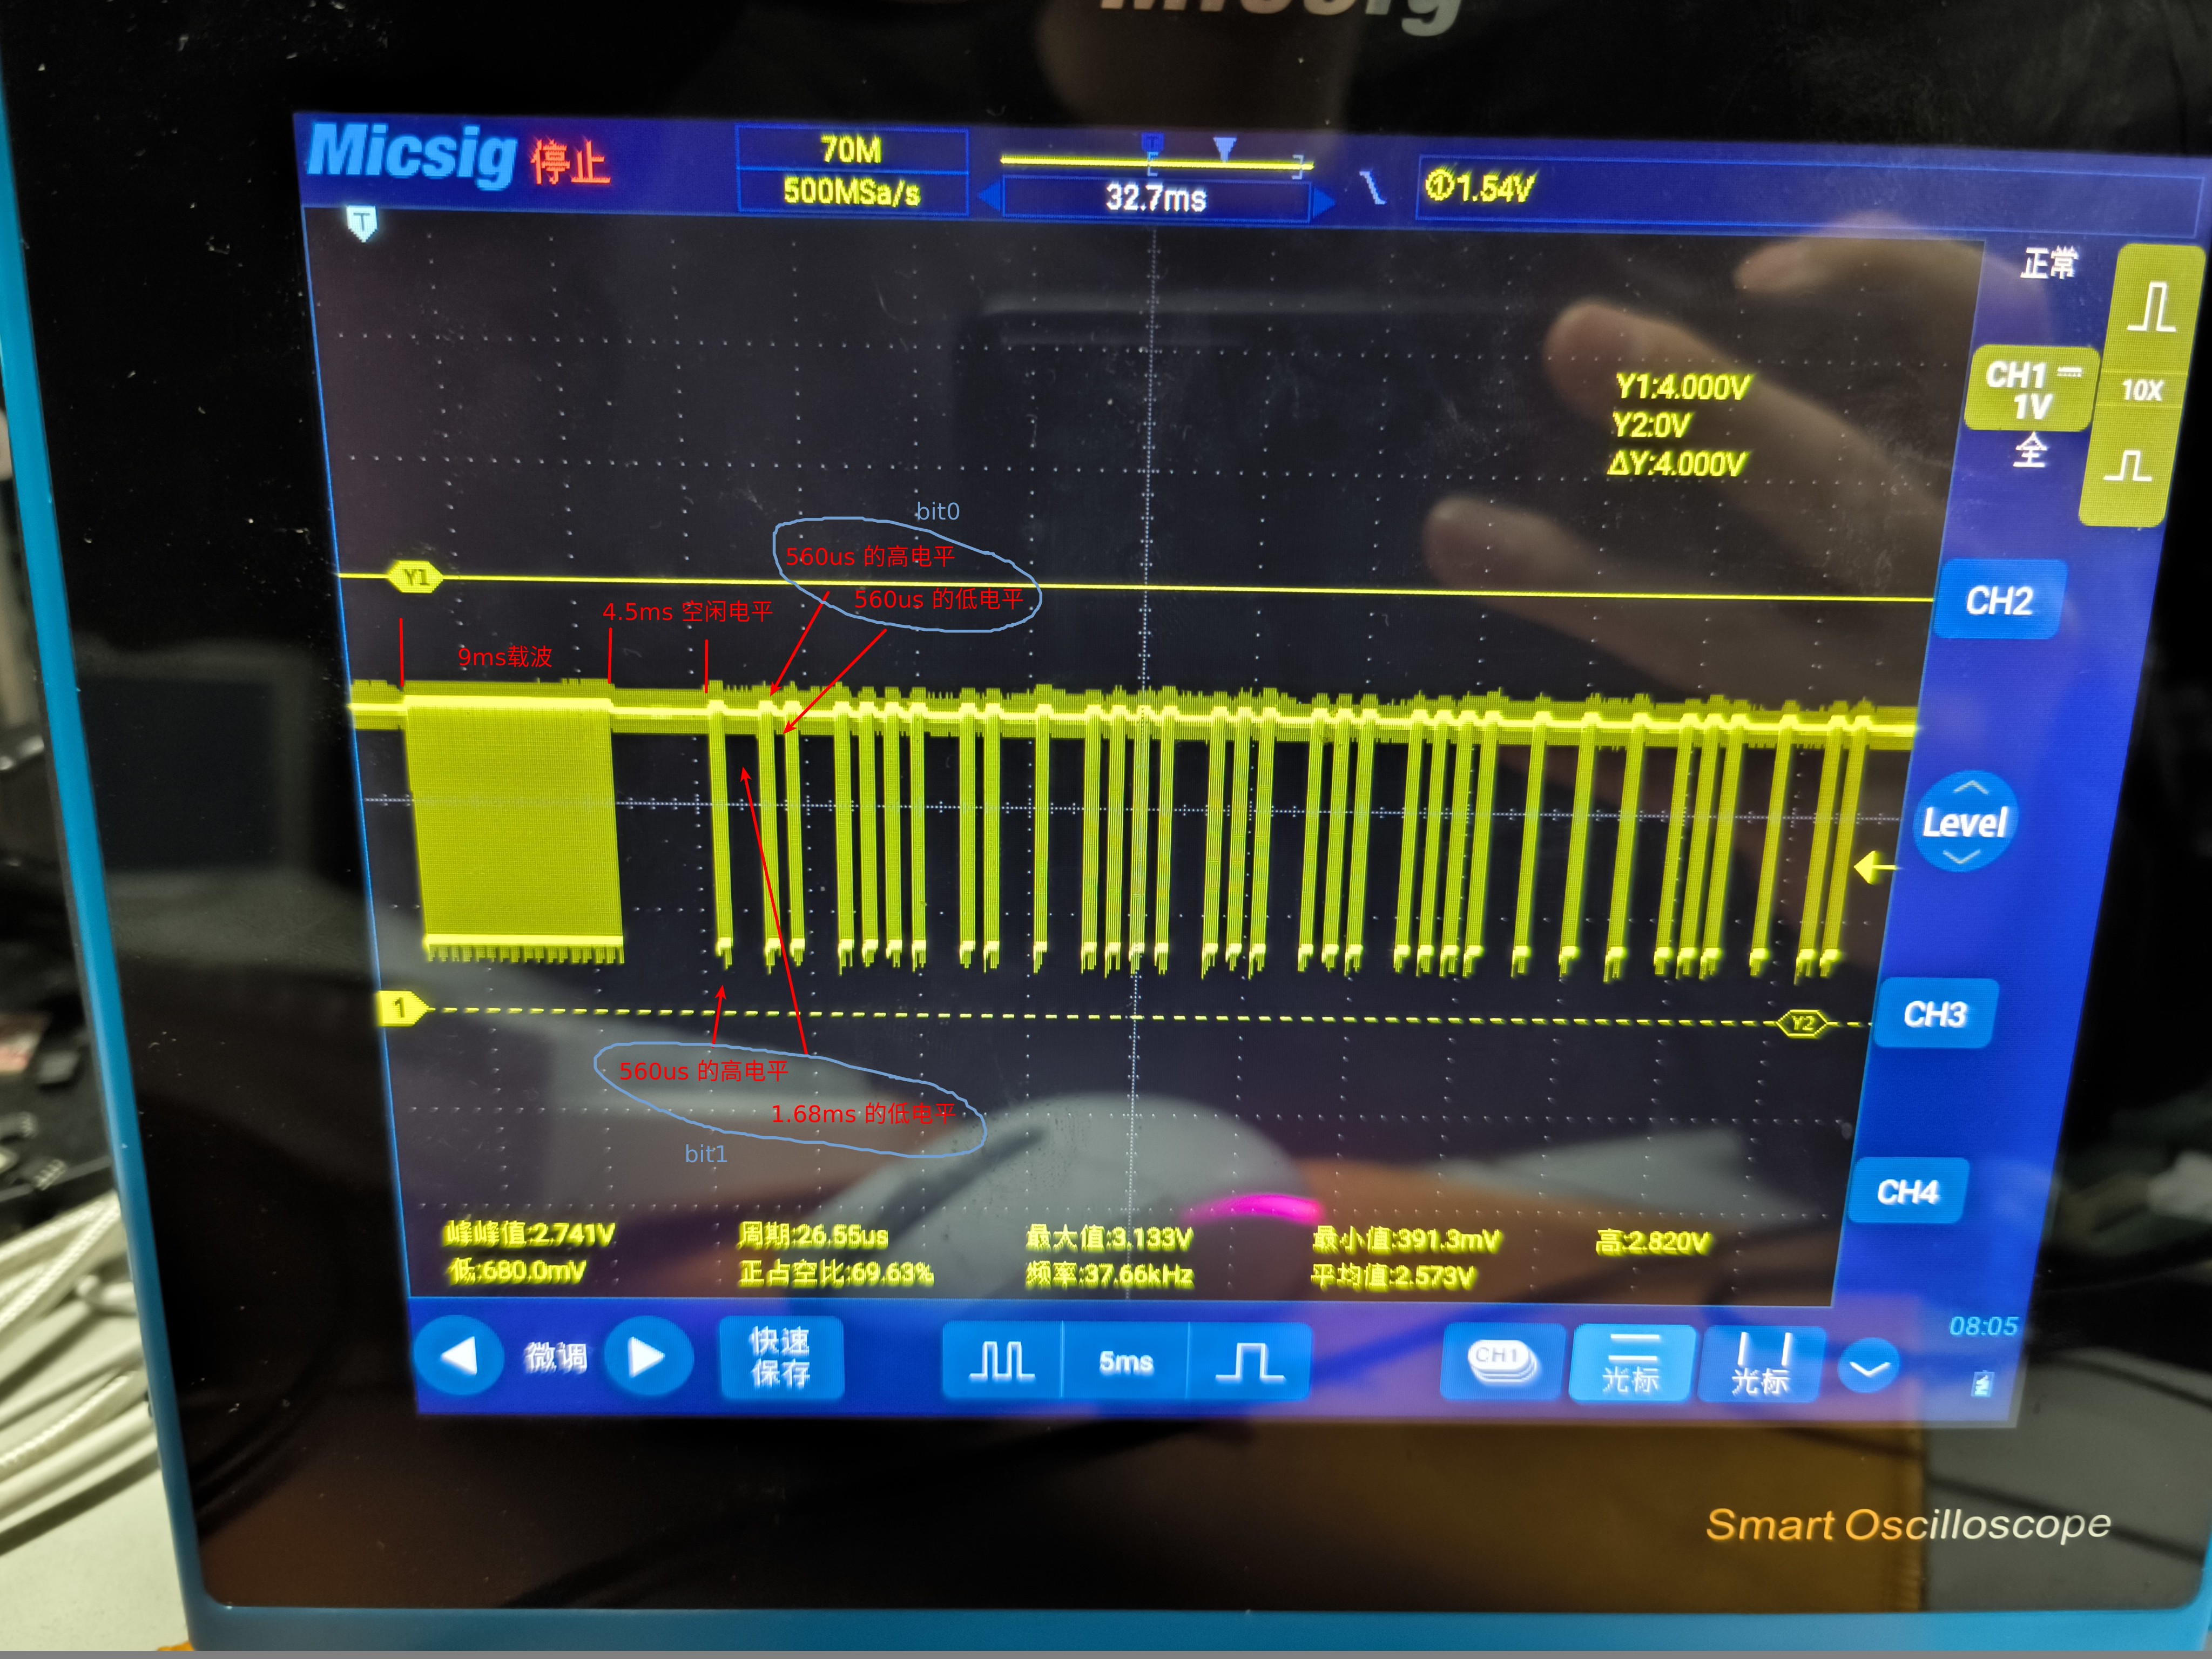 Micsig
Micsig 停止
70M
500MSa/s
T
32.7ms
1 1.54V
T
正常
CH1
1V
全
10X
Y1:4.000V
Y2:0V
ΔY:4.000V
bit0
560us 的高电平
560us 的低电平
Y1
4.5ms 空闲电平
9ms载波
CH2
Level
1
Y2
CH3
560us 的高电平
1.68ms 的低电平
bit1
CH4
峰峰值:2.741V 周期:26.55us 最大值:3.133V 最小值:391.3mV 高:2.820V
低:680.0mV 正占空比:69.63% 频率:37.66kHz 平均值:2.573V
08:05
微调
快速
保存
5ms
CH1
光标
光标
Smart Oscilloscope